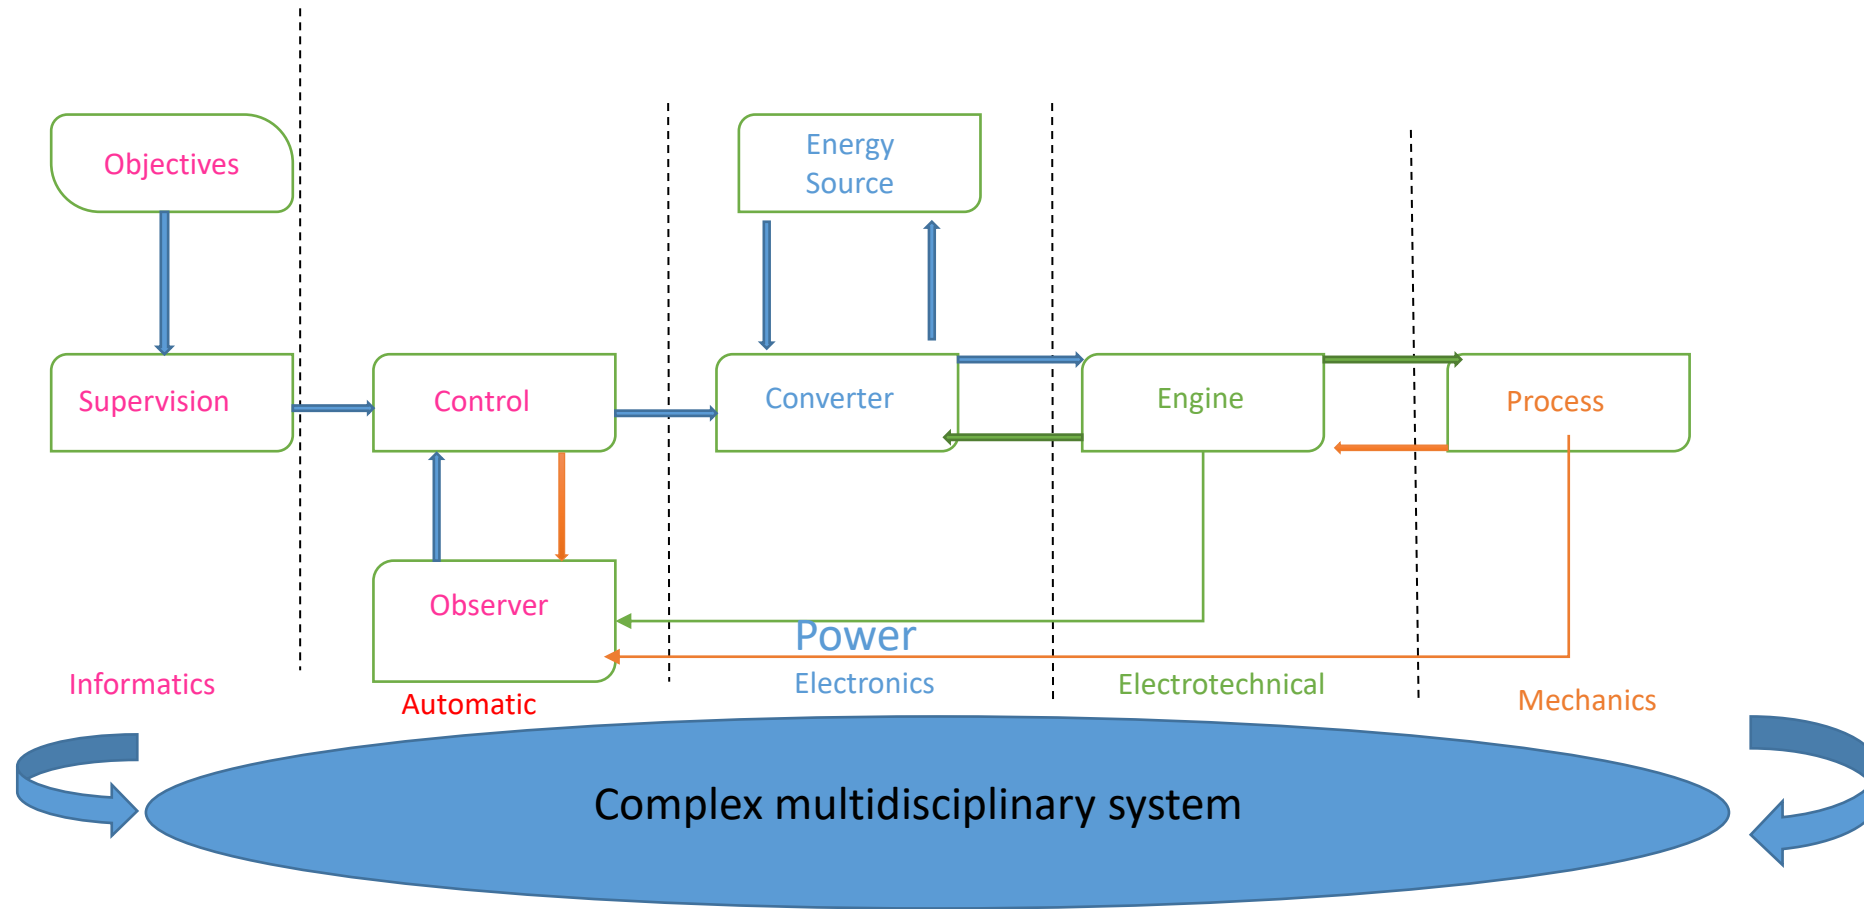 Objectives
Energy
Source
Supervision
Control
Converter
Engine
Process
Observer
Power
Electronics
Informatics
Automatic
Electrotechnical
Mechanics
Complex multidisciplinary system